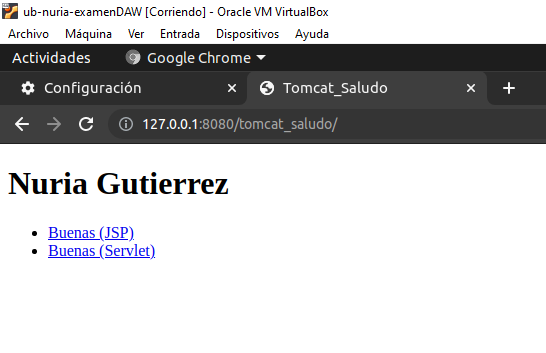 ub-nuria-examenDAW [Corriendo] - Oracle VM VirtualBox
Archivo Máquina Ver Entrada Dispositivos Ayuda
Actividades Google Chrome
Configuración Tomcat_Saludo
127.0.0.1:8080/tomcat_saludo/
Nuria Gutierrez
Buenas (JSP)
Buenas (Servlet)